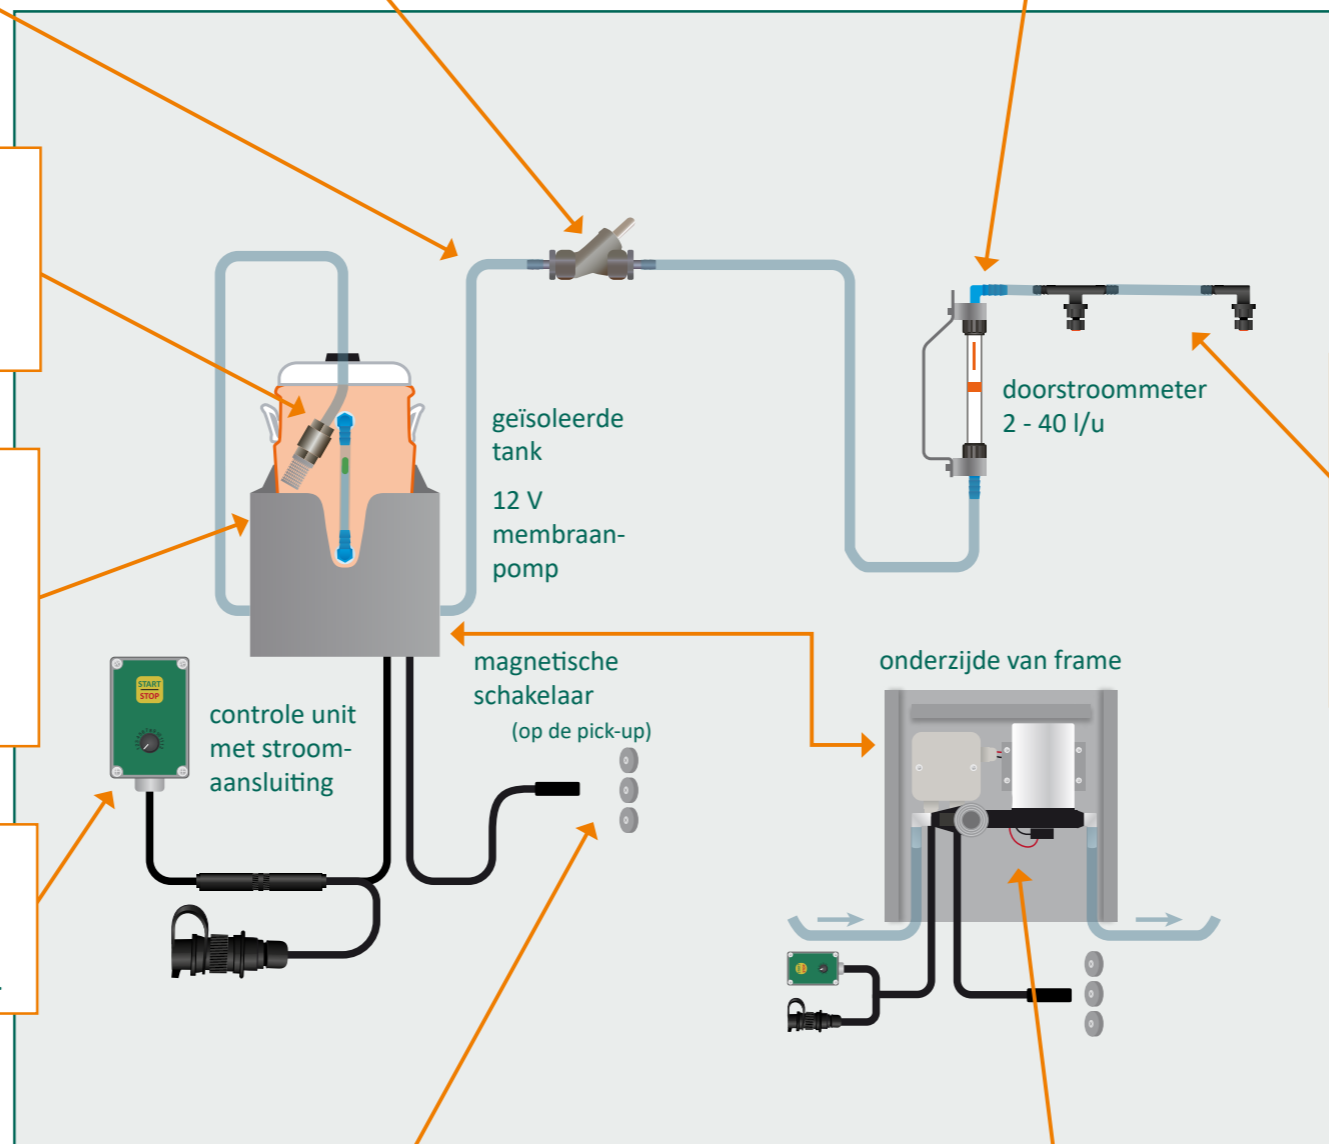 geïsoleerde
tank
12 V
membraan-
pomp
doorstroommeter
2 - 40 l/u
magnetische
schakelaar
(op de pick-up)
onderzijde van frame
START
STOP
controle unit
met stroom-
aansluiting